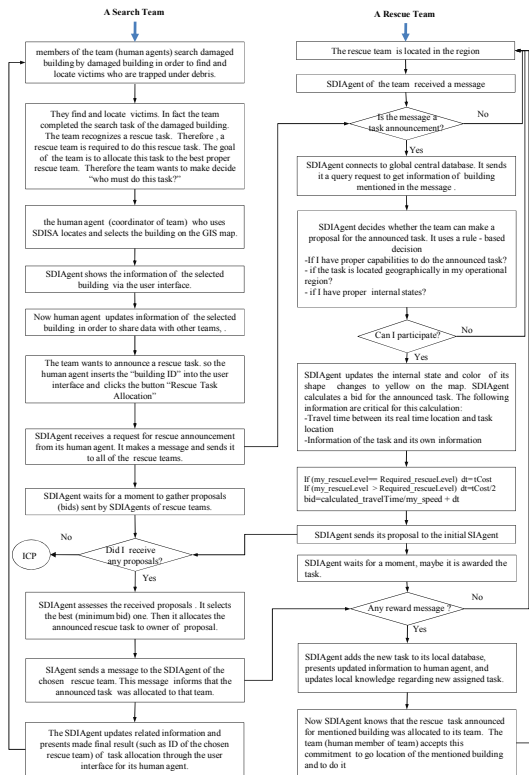 A Search Team
members of the team (human agents) search damaged
building by damaged building in order to find and
locate victims who are trapped under debris.
They find and locate victims. In fact the team
completed the search task of the damaged building.
The team recognizes a rescue task. Therefore , a
rescue team is required to do this rescue task. The goal
of the team is to allocate this task to the best proper
rescue team. Therefore the team wants to make decide
“who must do this task?”
the human agent (coordinator of team) who uses
SDISA locates and selects the building on the GIS map.
SDIAgent shows the information of the selected
building via the user interface.
Now human agent updates information of the selected
building in order to share data with other teams, .
The team wants to announce a rescue task. so the
human agent inserts the “building ID” into the user
interface and clicks the button “Rescue Task
Allocation”
SDIAgent receives a request for rescue announcement
from its human agent. It makes a message and sends it
to all of the rescue teams.
SDIAgent waits for a moment to gather proposals
(bids) sent by SDIAgents of rescue teams.
No
ICP
Did I receive
any proposals?
Yes
SDIAgent assesses the received proposals . It selects
the best (minimum bid) one. Then it allocates the
announced rescue task to owner of proposal.
SIAgent sends a message to the SDIAgent of the
chosen rescue team. This message informs that the
announced task was allocated to that team.
The SDIAgent updates related information and
presents made final result (such as ID of the chosen
rescue team) of task allocation through the user
interface for its human agent.
A Rescue Team
The rescue team is located in the region
SDIAgent of the team received a message
Is the message a
task announcement?
No
Yes
SDIAgent connects to global central database. It sends
it a query request to get information of building
mentioned in the message .
SDIAgent decides whether the team can make a
proposal for the announced task. It uses a rule - based
decision
-If I have proper capabilities to do the announced task?
- if the task is located geographically in my operational
region?
- if I have proper internal states?
Can I participate?
No
Yes
SDIAgent updates the internal state and color of its
shape changes to yellow on the map. SDIAgent
calculates a bid for the announced task. The following
information are critical for this calculation:
-Travel time between its real time location and task
location
-Information of the task and its own information
If (my_rescueLevel== Required_rescueLevel) dt=tCost
If (my_rescueLevel > Required_rescueLevel) dt=tCost/2
bid=calculated_travelTime/my_speed + dt
SDIAgent sends its proposal to the initial SIAgent
SDIAgent waits for a moment, maybe it is awarded the
task.
Any reward message ?
No
Yes
SDIAgent adds the new task to its local database,
presents updated information to human agent, and
updates local knowledge regarding new assigned task.
Now SDIAgent knows that the rescue task announced
for mentioned building was allocated to its team. The
team (human member of team) accepts this
commitment to go location of the mentioned building
and to do it